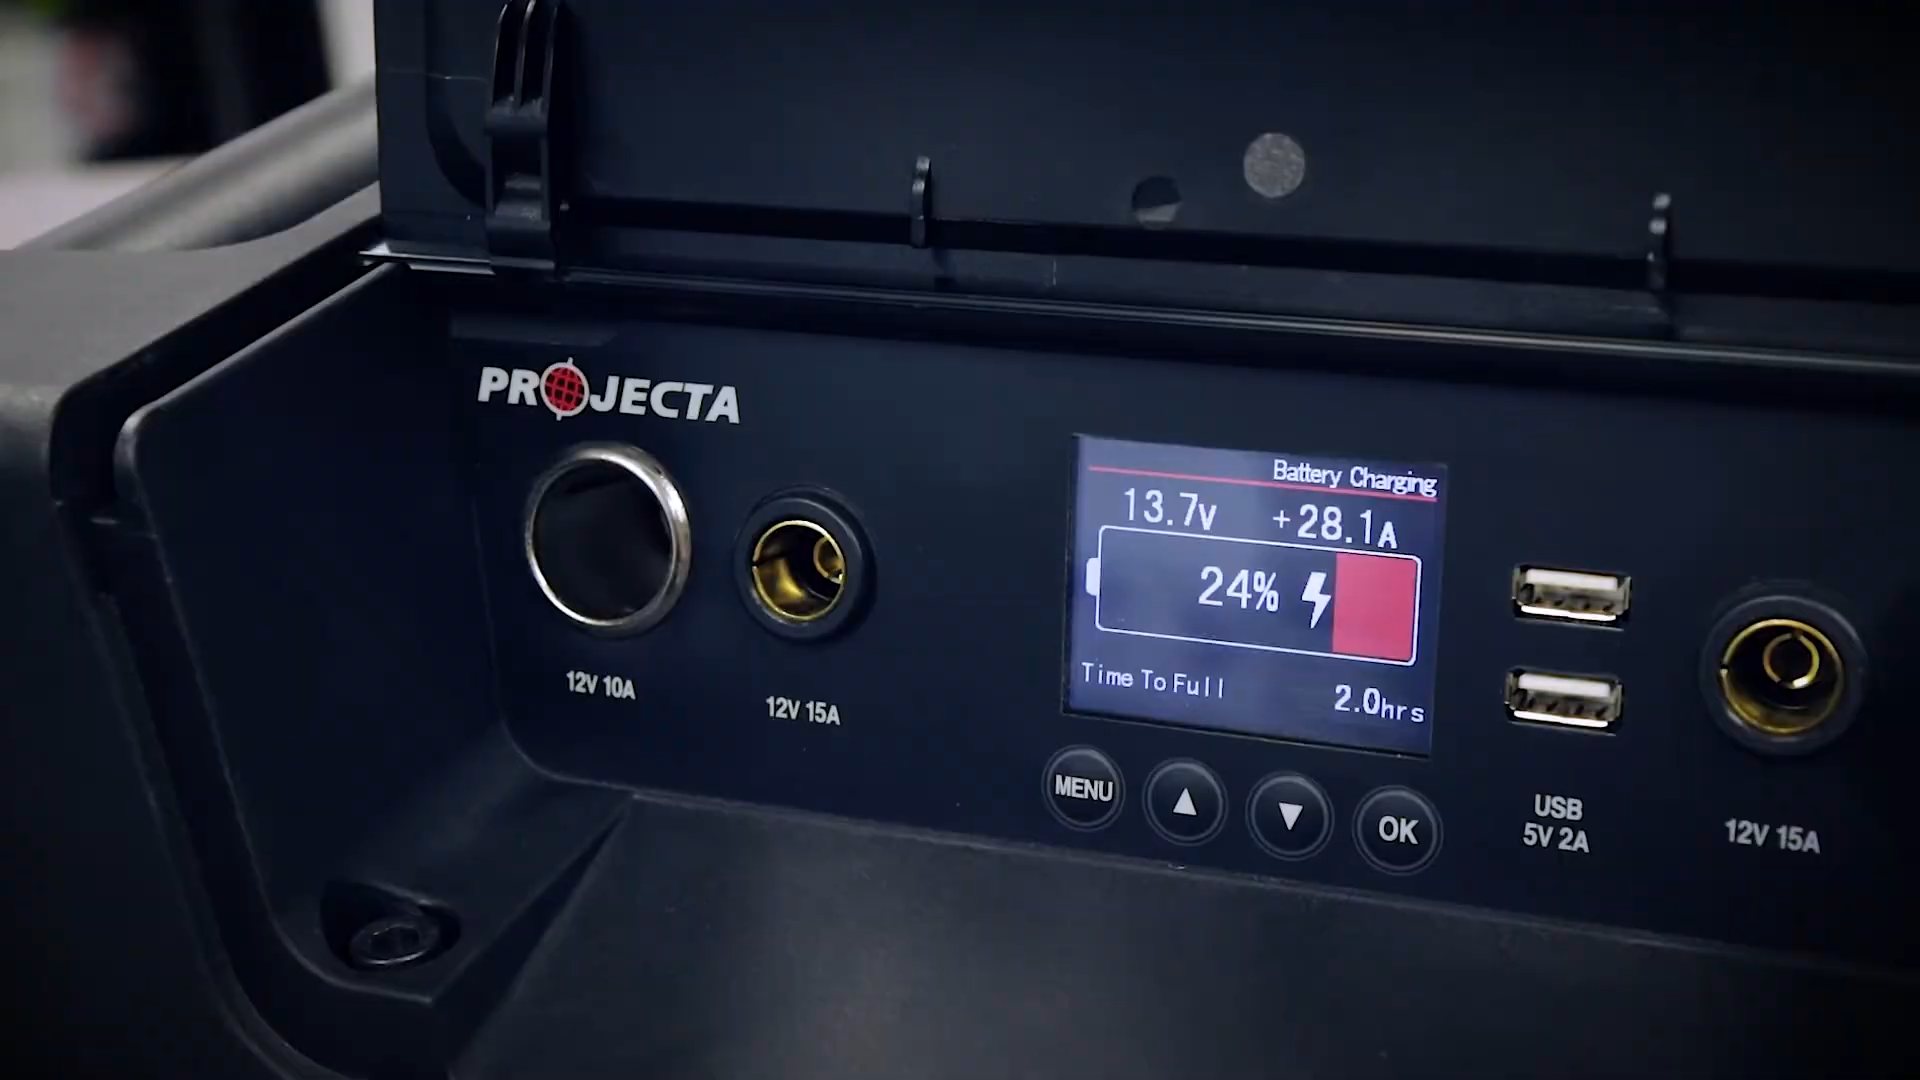 PROJECTA
12V 10A
12V 15A
Battery Charging
13.7v +28.1A
24%
Time To Full 2.0hrs
MENU
OK
USB
5V 2A
12V 15A